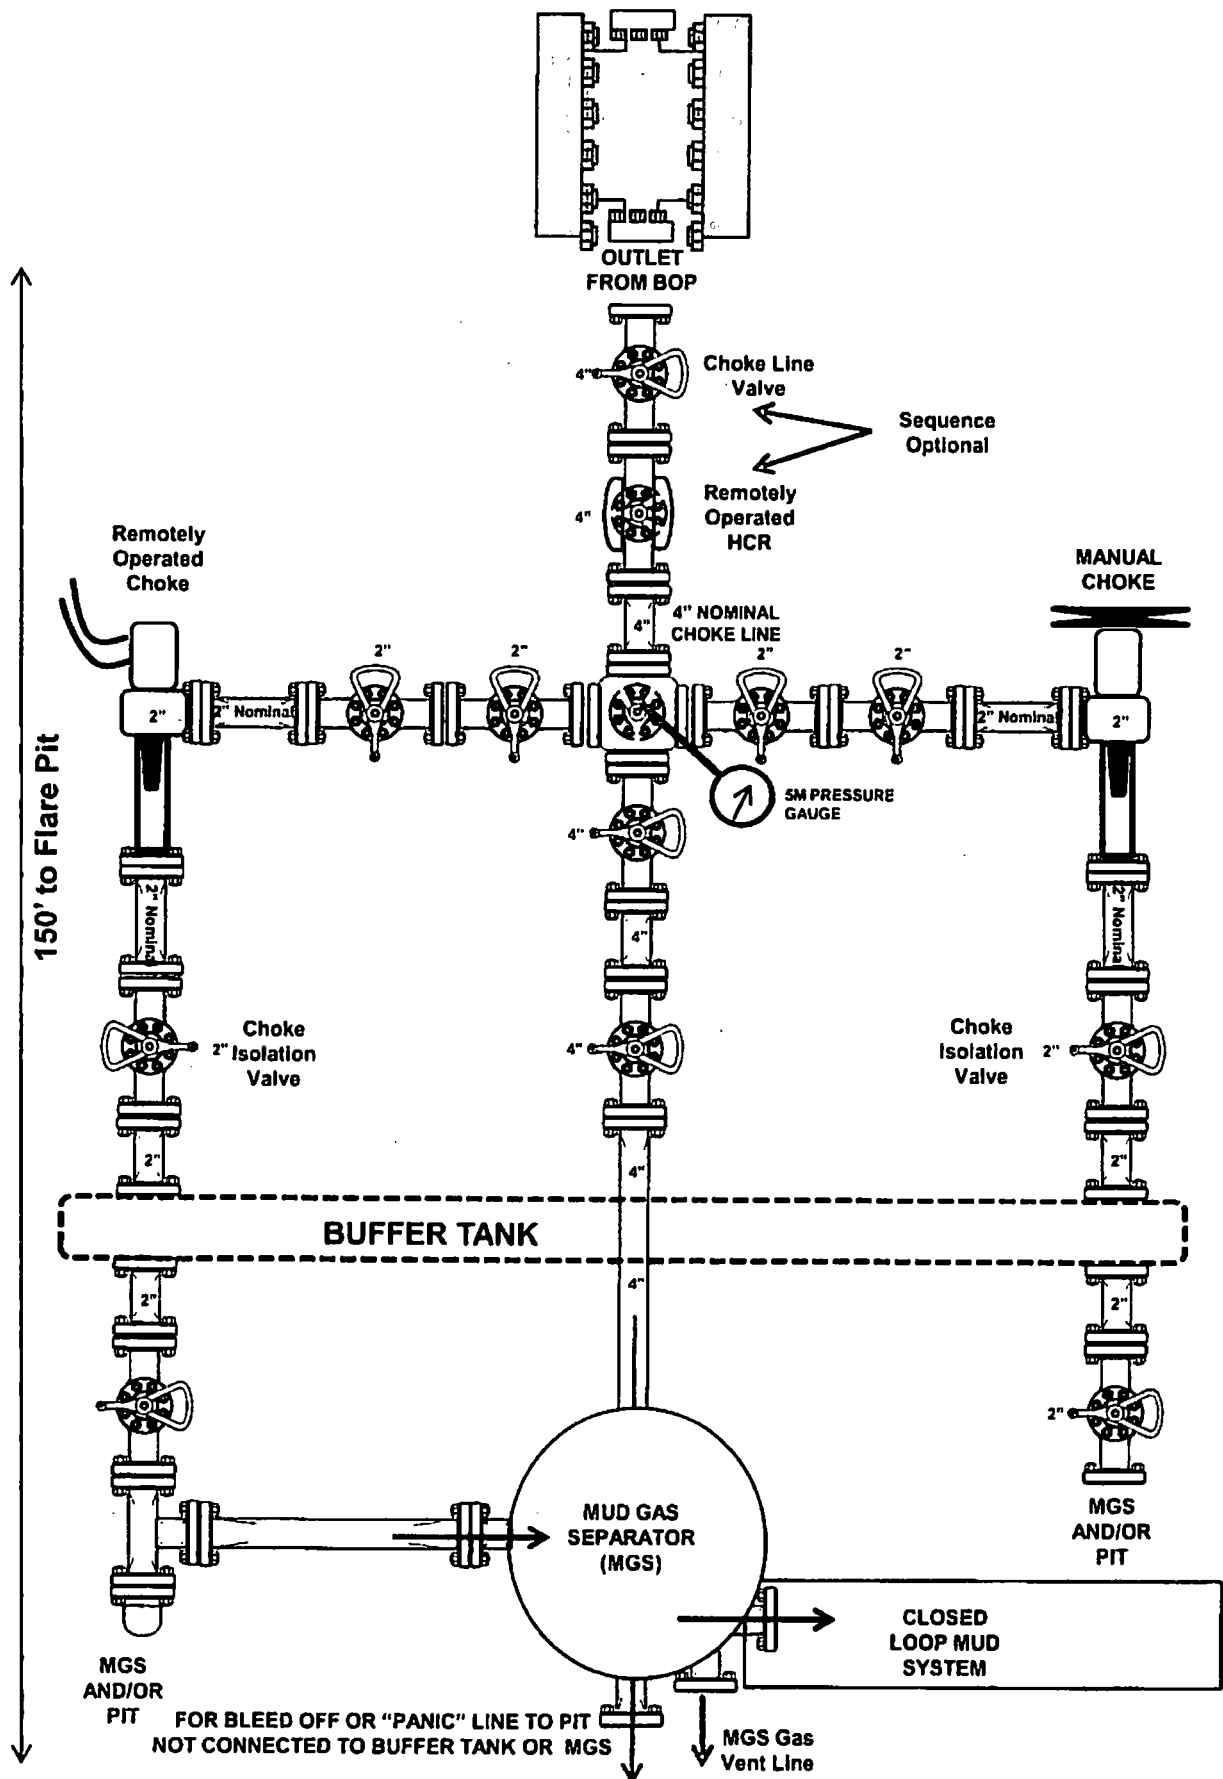 OUTLET
FROM BOP
4"
Choke Line
Valve
Sequence
Optional
4"
Remotely
Operated
HCR
Remotely
Operated
Choke
MANUAL
CHOKE
4"
4" NOMINAL
CHOKE LINE
2"
2"
2"
2"
2"
2" Nominal
2" Nominal
2"
5M PRESSURE
GAUGE
4"
150' to Flare Pit
2" Nominal
4"
2" Nominal
2"
Choke
Isolation
Valve
4"
Choke
Isolation
Valve
2"
2"
4"
2"
BUFFER TANK
2"
4"
2"
2"
MUD GAS
SEPARATOR
(MGS)
MGS
AND/OR
PIT
CLOSED
LOOP MUD
SYSTEM
MGS
AND/OR
PIT
FOR BLEED OFF OR "PANIC" LINE TO PIT
NOT CONNECTED TO BUFFER TANK OR MGS
MGS Gas
Vent Line